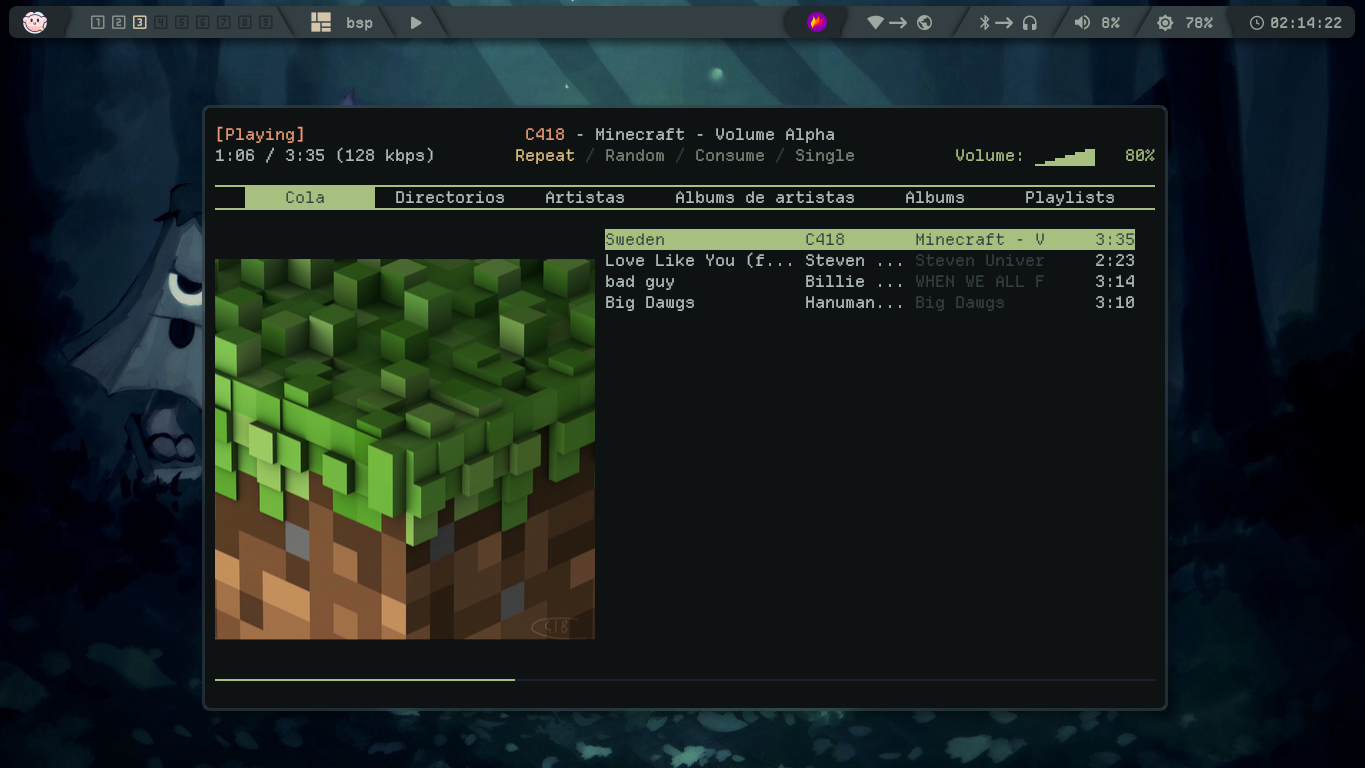 1 2 3 4 5 6 7 8 9 bsp 8% 78% 02:14:22
[Playing] C418 - Minecraft - Volume Alpha
1:06 / 3:35 (128 kbps) Repeat / Random / Consume / Single Volume: 80%
Cola Directorios Artistas Albums de artistas Albums Playlists
Sweden C418 Minecraft - V 3:35
Love Like You (f... Steven ... Steven Univer 2:23
bad guy Billie ... WHEN WE ALL F 3:14
Big Dawgs Hanuman... Big Dawgs 3:10
C418